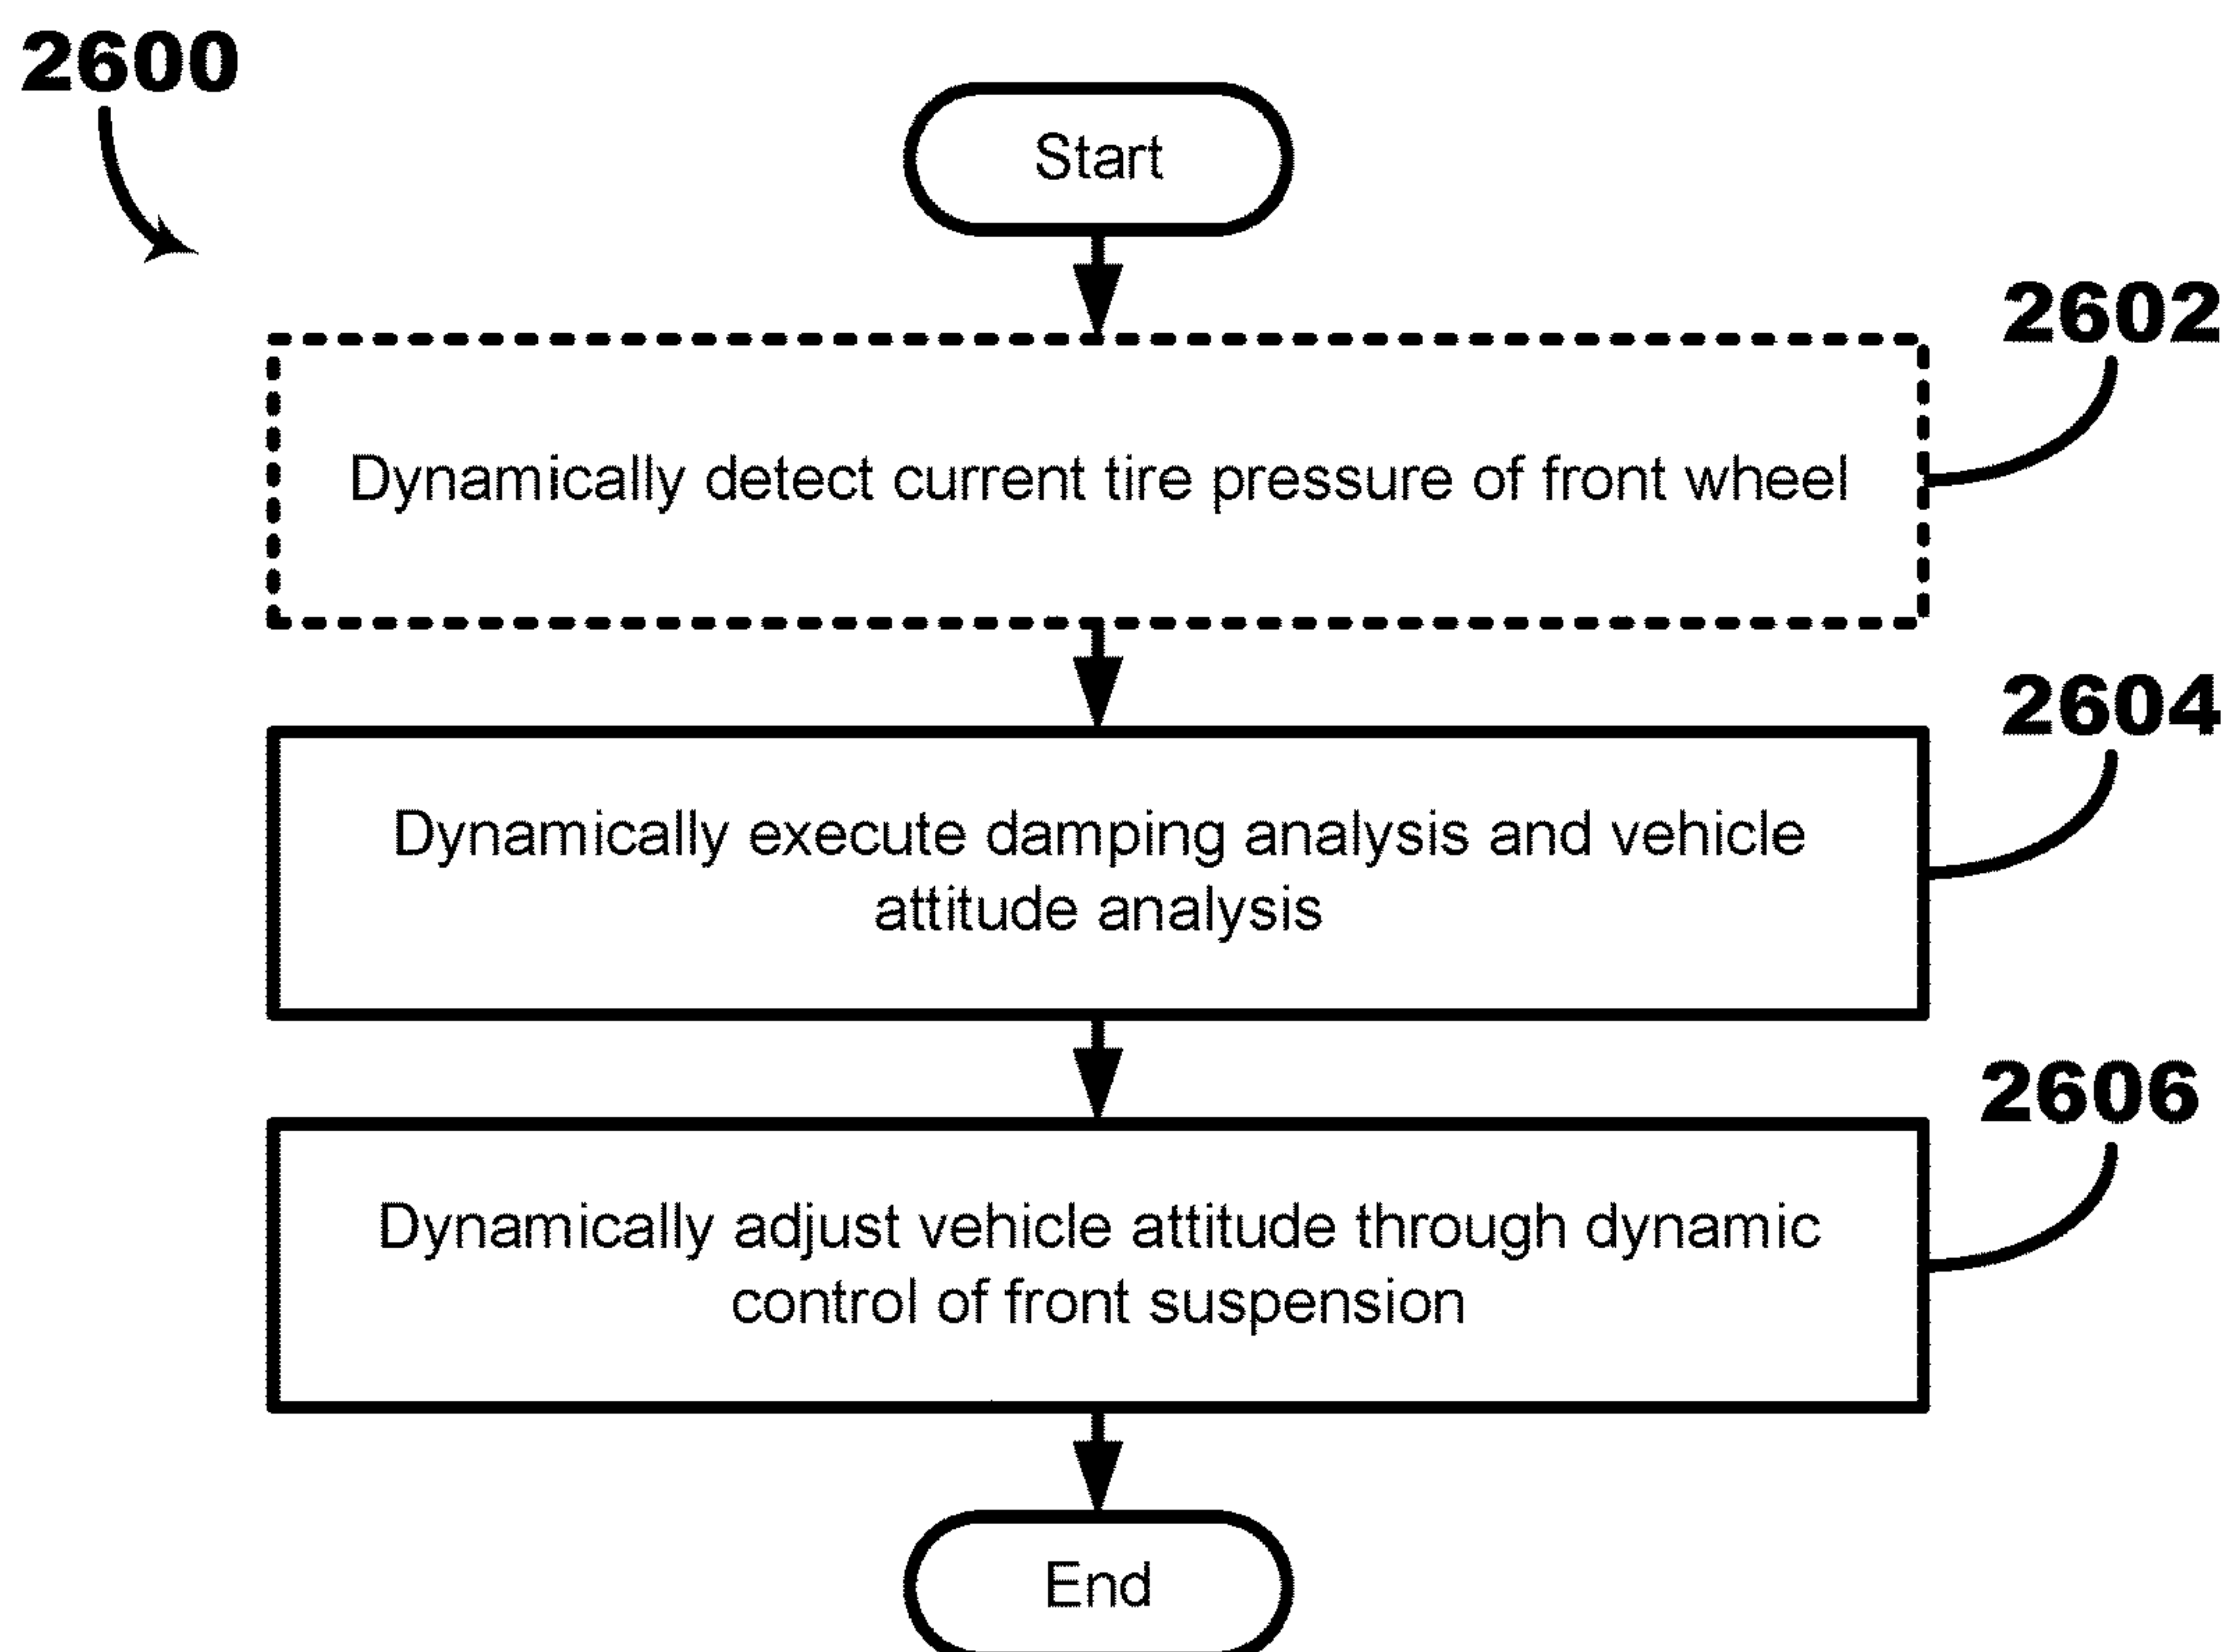 2600
Start
2602
Dynamically detect current tire pressure of front wheel
2604
Dynamically execute damping analysis and vehicle
attitude analysis
2606
Dynamically adjust vehicle attitude through dynamic
control of front suspension
End